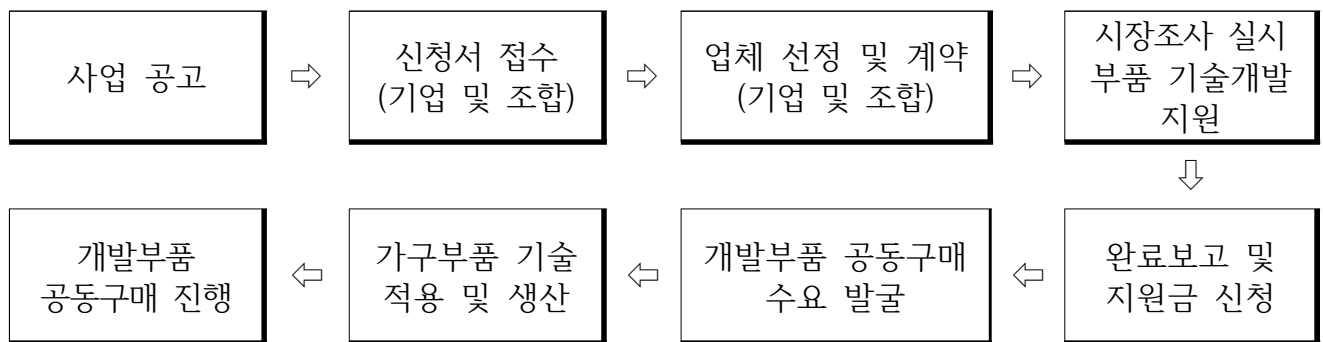 사업 공고
⇨
신청서 접수
(기업 및 조합)
⇨
업체 선정 및 계약
(기업 및 조합)
⇨
시장조사 실시
부품 기술개발
지원
⇩
완료보고 및
지원금 신청
⇦
개발부품 공동구매
수요 발굴
⇦
가구부품 기술
적용 및 생산
⇦
개발부품
공동구매 진행